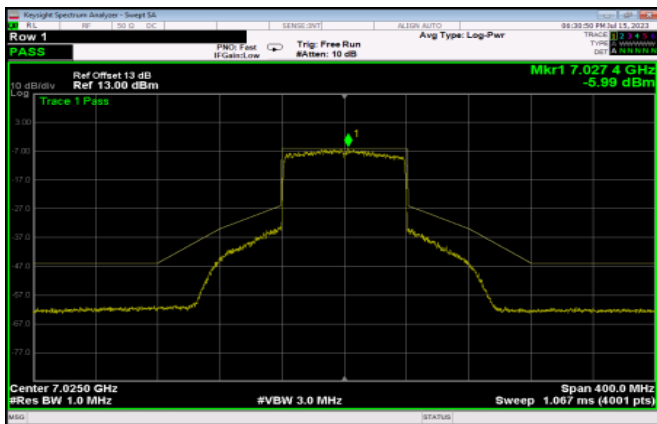 Keysight Spectrum Analyzer - Swept SA
RL RF 50 Ω DC SENSE:INT ALIGN AUTO 06:30:50 PM Jul 15, 2023
Row 1 Avg Type: Log-Pwr TRACE 1 2 3 4 5 6
PASS PNO: Fast Trig: Free Run TYPE
IFGain:Low #Atten: 10 dB DET A N N N N N
Ref Offset 13 dB Mkr1 7.027 4 GHz
10 dB/div Ref 13.00 dBm -5.99 dBm
Log
Trace 1 Pass
3.00
1
-7.00
-17.0
-27.0
-37.0
-47.0
-57.0
-67.0
-77.0
Center 7.0250 GHz Span 400.0 MHz
#Res BW 1.0 MHz #VBW 3.0 MHz Sweep 1.067 ms (4001 pts)
MSG STATUS